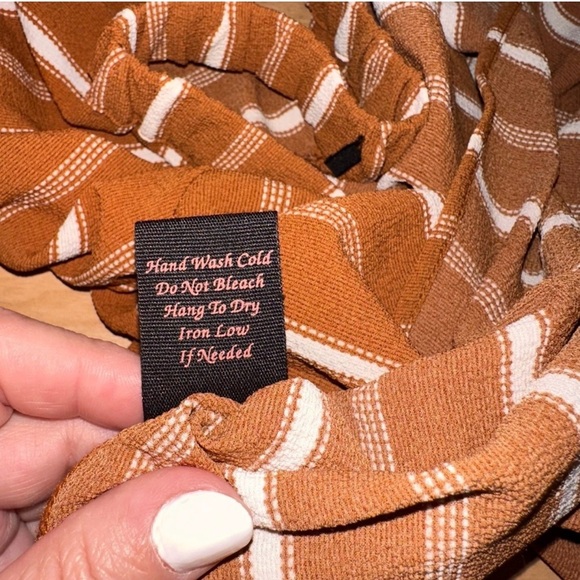 Hand Wash Cold
Do Not Bleach
Hang To Dry
Iron Low
If Needed